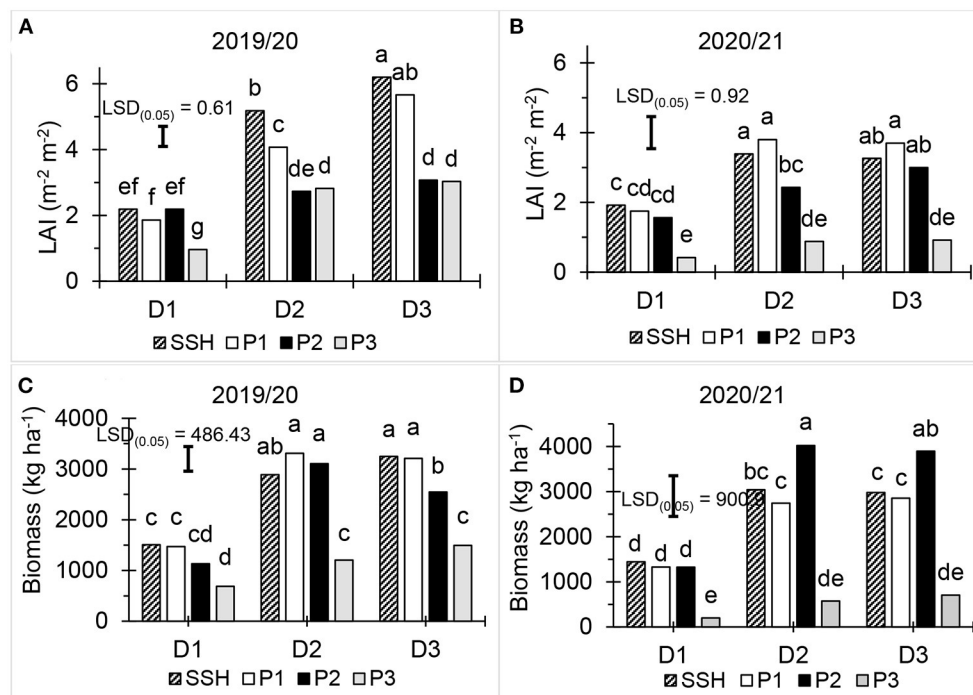 A
2019/20
LAI (m⁻² m⁻²)
6
4
2
0
LSD(0.05) = 0.61
ef f ef g
b c de d
a ab d d
D1 D2 D3
SSH P1 P2 P3
B
2020/21
LAI (m⁻² m⁻²)
6
4
2
0
LSD(0.05) = 0.92
c cd cd e
a a bc de
ab a ab de
D1 D2 D3
SSH P1 P2 P3
C
2019/20
Biomass (kg ha⁻¹)
4000
3000
2000
1000
0
LSD(0.05) = 486.43
c c cd d
ab a a c
a a b c
D1 D2 D3
SSH P1 P2 P3
D
2020/21
Biomass (kg ha⁻¹)
4000
3000
2000
1000
0
LSD(0.05) = 900.9
d d d e
bc c a de
c c ab de
D1 D2 D3
SSH P1 P2 P3